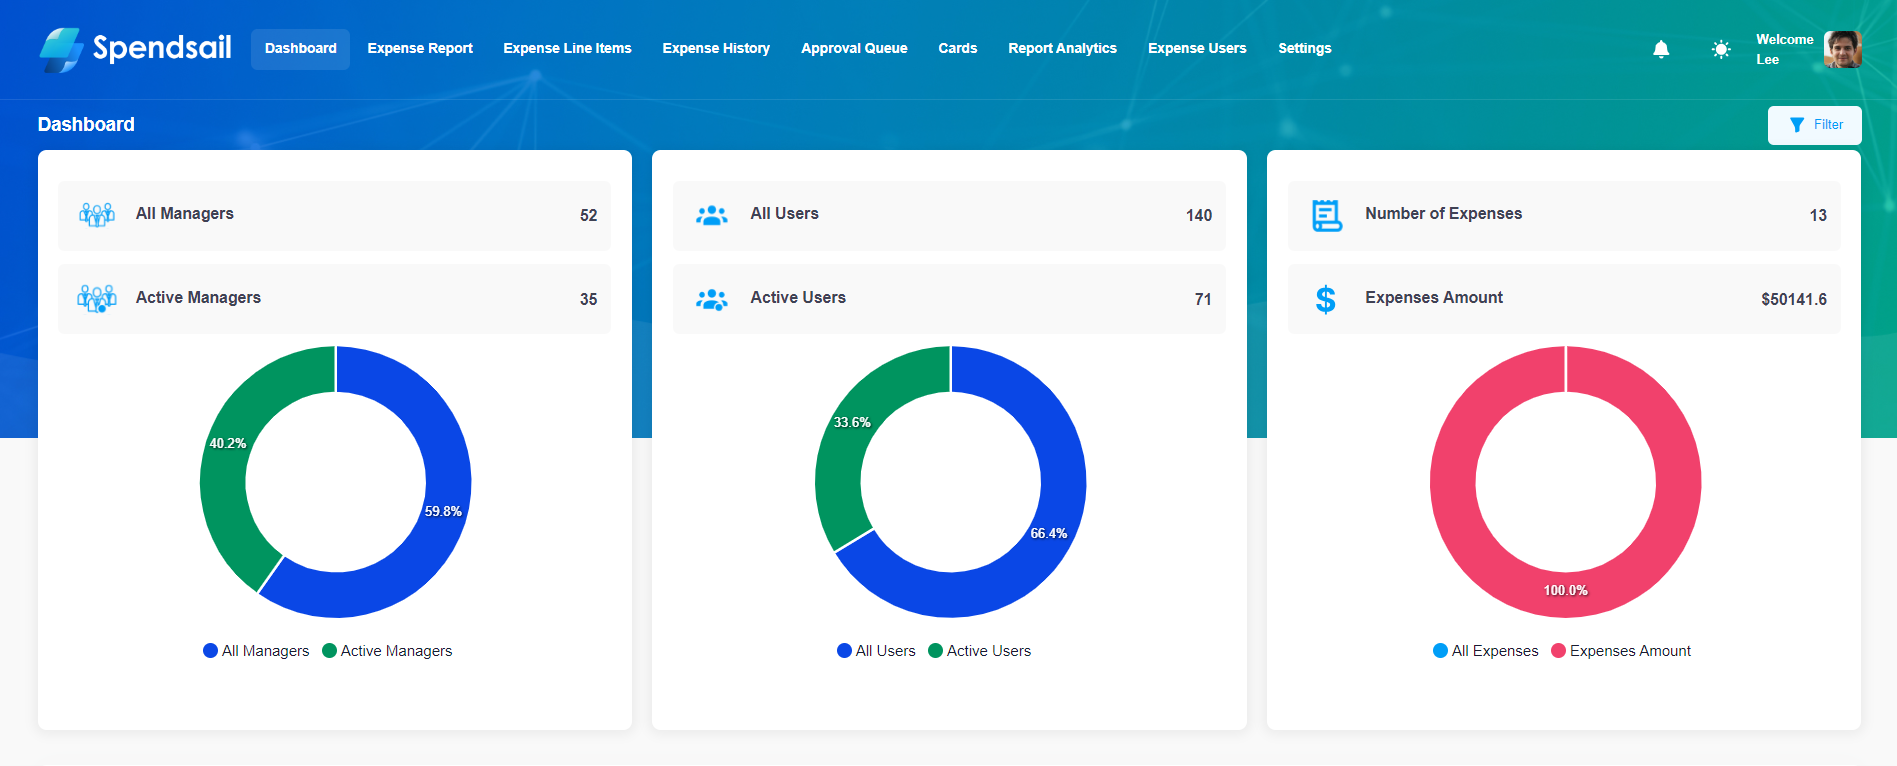 Spendsail
Dashboard
Expense Report
Expense Line Items
Expense History
Approval Queue
Cards
Report Analytics
Expense Users
Settings
Welcome
Lee
Dashboard
Filter
All Managers
52
Active Managers
35
40.2%
59.8%
All Managers
Active Managers
All Users
140
Active Users
71
33.6%
66.4%
All Users
Active Users
Number of Expenses
13
Expenses Amount
$50141.6
100.0%
All Expenses
Expenses Amount